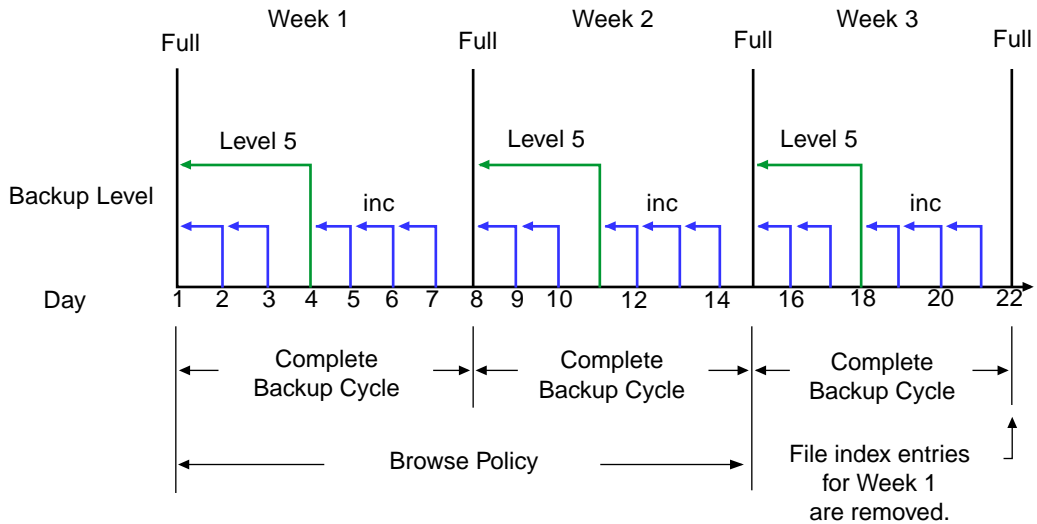 Week 1 Week 2 Week 3
Full Full Full Full
Level 5 Level 5 Level 5
Backup Level
inc inc inc
Day 1 2 3 4 5 6 7 8 9 10 12 14 16 18 20 22
Complete Complete Complete
Backup Cycle Backup Cycle Backup Cycle
Browse Policy
File index entries
for Week 1
are removed.